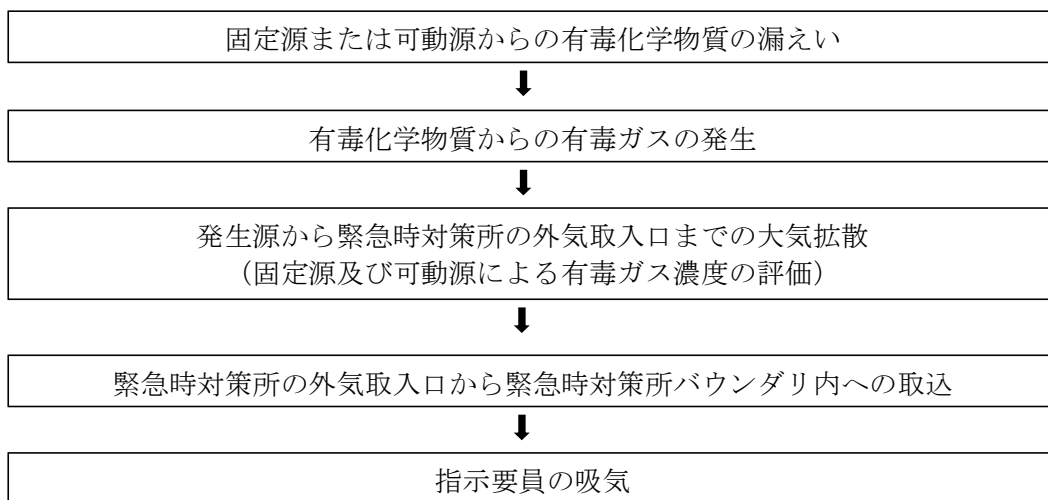 固定源または可動源からの有毒化学物質の漏えい
有毒化学物質からの有毒ガスの発生
発生源から緊急時対策所の外気取入口までの大気拡散
（固定源及び可動源による有毒ガス濃度の評価）
緊急時対策所の外気取入口から緊急時対策所バウンダリ内への取込
指示要員の吸気